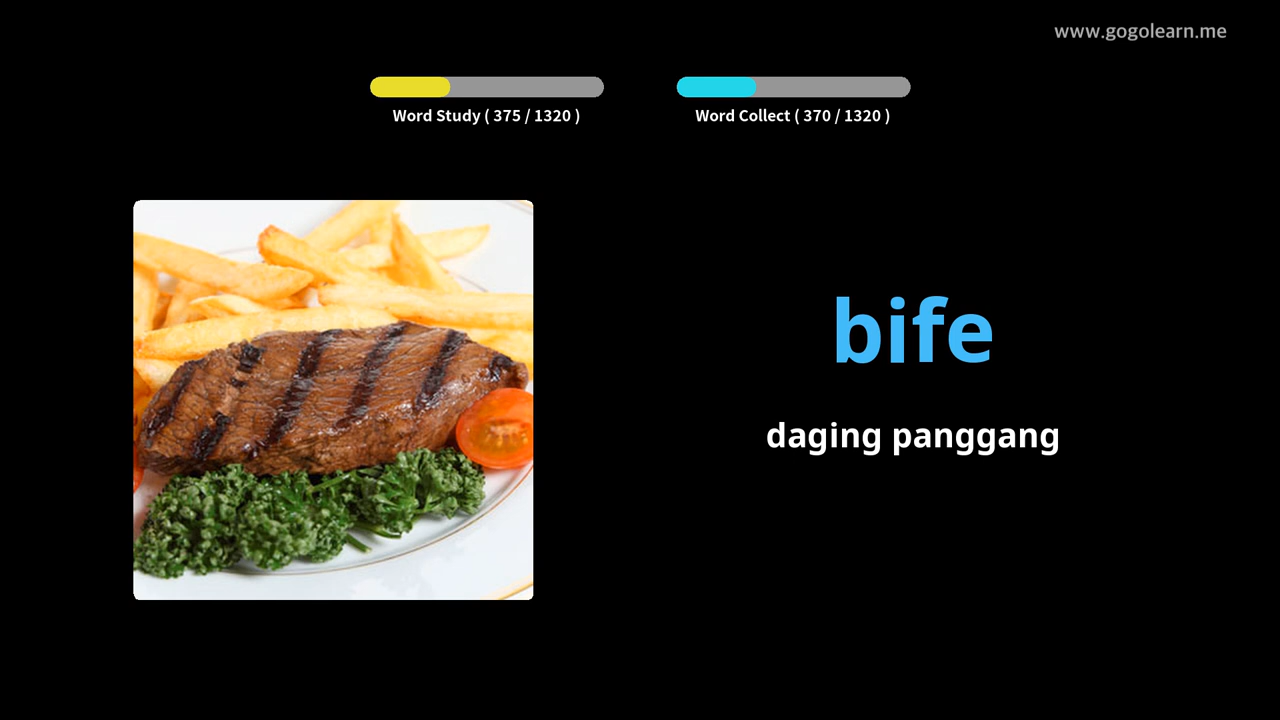 www.gogolearn.me
Word Study ( 375 / 1320 )
Word Collect ( 370 / 1320 )
bife
daging panggang